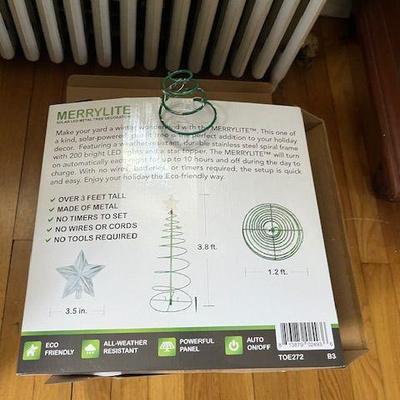 MERRYLITE
SOLAR LED METAL TREE DECORATION
Make your yard a winter wonderland with the MERRYLITE™. This one of
a kind, solar-powered, tree is the perfect addition to your holiday
decor. Featuring a weather-resistant, durable stainless steel spiral frame
with 200 bright LED lights and a star topper. The MERRYLITE™ will turn
on automatically each night for up to 10 hours and off during the day to
charge. With no wires, batteries, or timers required, the setup is quick
and easy. Enjoy your holiday the Eco-friendly way.
✓ OVER 3 FEET TALL
✓ MADE OF METAL
✓ NO TIMERS TO SET
✓ NO WIRES OR CORDS
✓ NO TOOLS REQUIRED
3.8 ft.
1.2 ft.
3.5 in.
ECO
FRIENDLY
ALL-WEATHER
RESISTANT
POWERFUL
PANEL
AUTO
ON/OFF
TOE272
B3